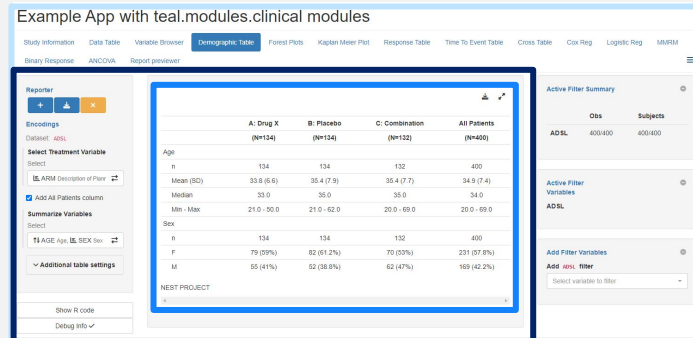 Example App with teal.modules.clinical modules
Study Information Data Table Variable Browser Demographic Table Forest Plots Kaplan Meier Plot Response Table Time To Event Table Cross Table Cox Reg Logistic Reg MMRM
Binary Response ANCOVA Report previewer
Reporter
Encodings
Dataset: ADSL
Select Treatment Variable
Select
ARM Description of Planr
Add All Patients column
Summarize Variables
Select
AGE Age, SEX Sex
Additional table settings
Show R code
Debug info ✓
A: Drug X B: Placebo C: Combination All Patients
(N=134) (N=134) (N=132) (N=400)
Age
n 134 134 132 400
Mean (SD) 33.8 (6.6) 35.4 (7.9) 35.4 (7.7) 34.9 (7.4)
Median 33.0 35.0 35.0 34.0
Min - Max 21.0 - 50.0 21.0 - 62.0 20.0 - 69.0 20.0 - 69.0
Sex
n 134 134 132 400
F 79 (59%) 82 (61.2%) 70 (53%) 231 (57.8%)
M 55 (41%) 52 (38.8%) 62 (47%) 169 (42.2%)
NEST PROJECT
Active Filter Summary
Obs Subjects
ADSL 400/400 400/400
Active Filter
Variables
ADSL
Add Filter Variables
Add ADSL filter
Select variable to filter